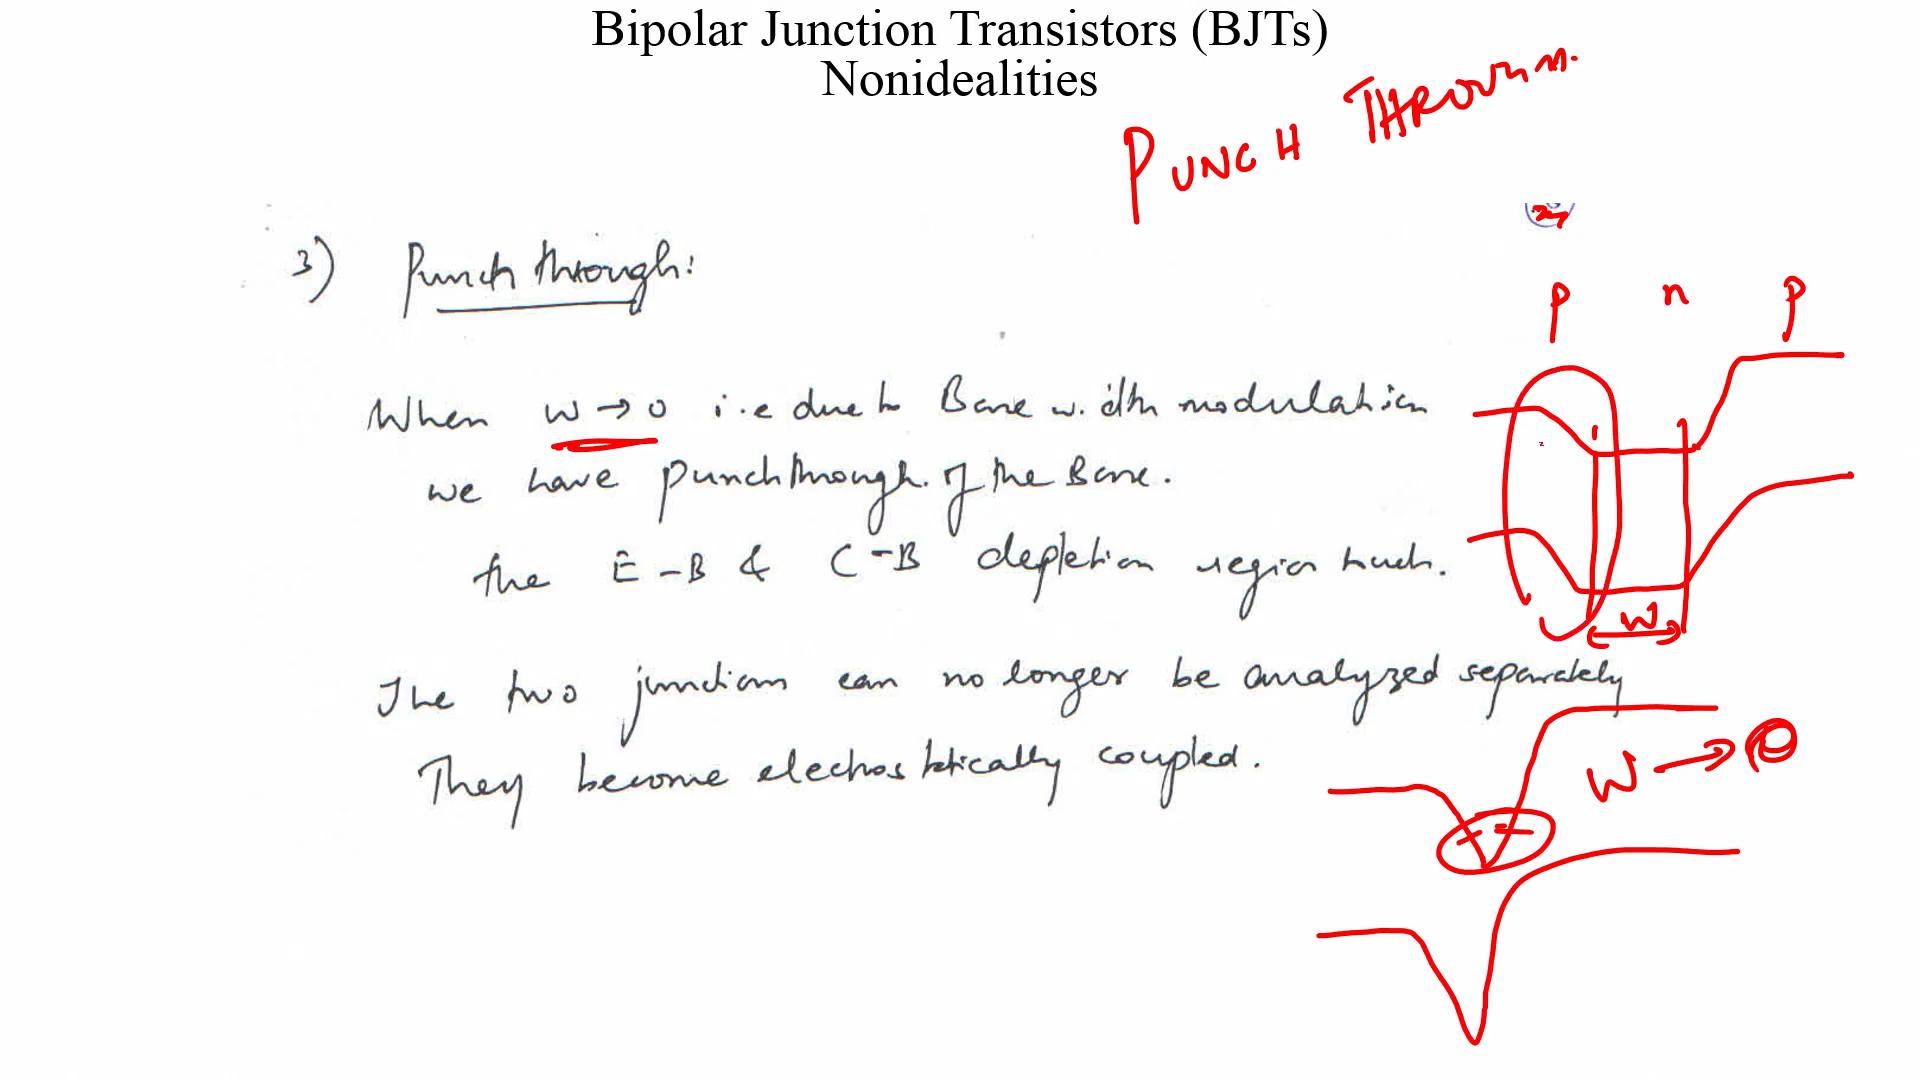 Bipolar Junction Transistors (BJTs)
Nonidealities
PUNCH THROUGH.
3) Punch through:
p n p
When W → 0 i.e due to Base width modulation
we have punchthrough of the Base.
the E-B & C-B depletion region touch.
W
The two junctions can no longer be analyzed separately
They become electrostatically coupled.
W → 0